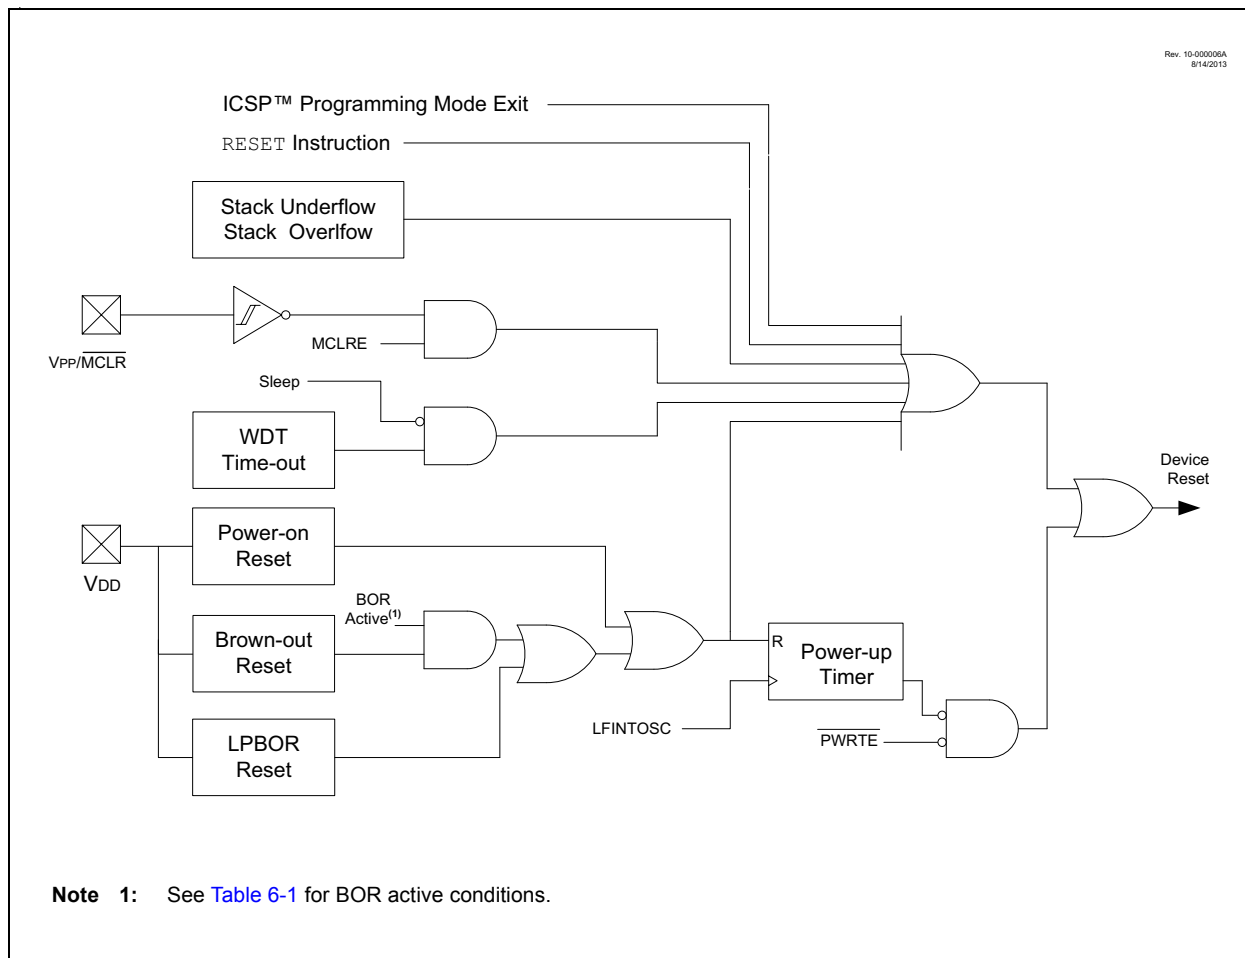 Rev. 10-000006A
8/14/2013
ICSP™ Programming Mode Exit
RESET Instruction
Stack Underflow
Stack Overlfow
VPP/MCLR
MCLRE
Sleep
WDT
Time-out
Device
Reset
VDD
Power-on
Reset
BOR
Active(1)
Brown-out
Reset
R
Power-up
Timer
LFINTOSC
PWRTE
LPBOR
Reset
Note 1: See Table 6-1 for BOR active conditions.